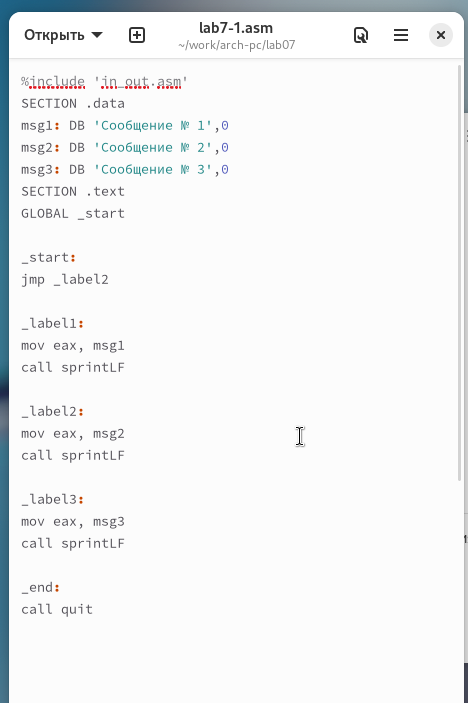 Открыть
lab7-1.asm
~/work/arch-pc/lab07
%include 'in_out.asm'
SECTION .data
msg1: DB 'Сообщение № 1',0
msg2: DB 'Сообщение № 2',0
msg3: DB 'Сообщение № 3',0
SECTION .text
GLOBAL _start
_start:
jmp _label2
_label1:
mov eax, msg1
call sprintLF
_label2:
mov eax, msg2
call sprintLF
_label3:
mov eax, msg3
call sprintLF
_end:
call quit